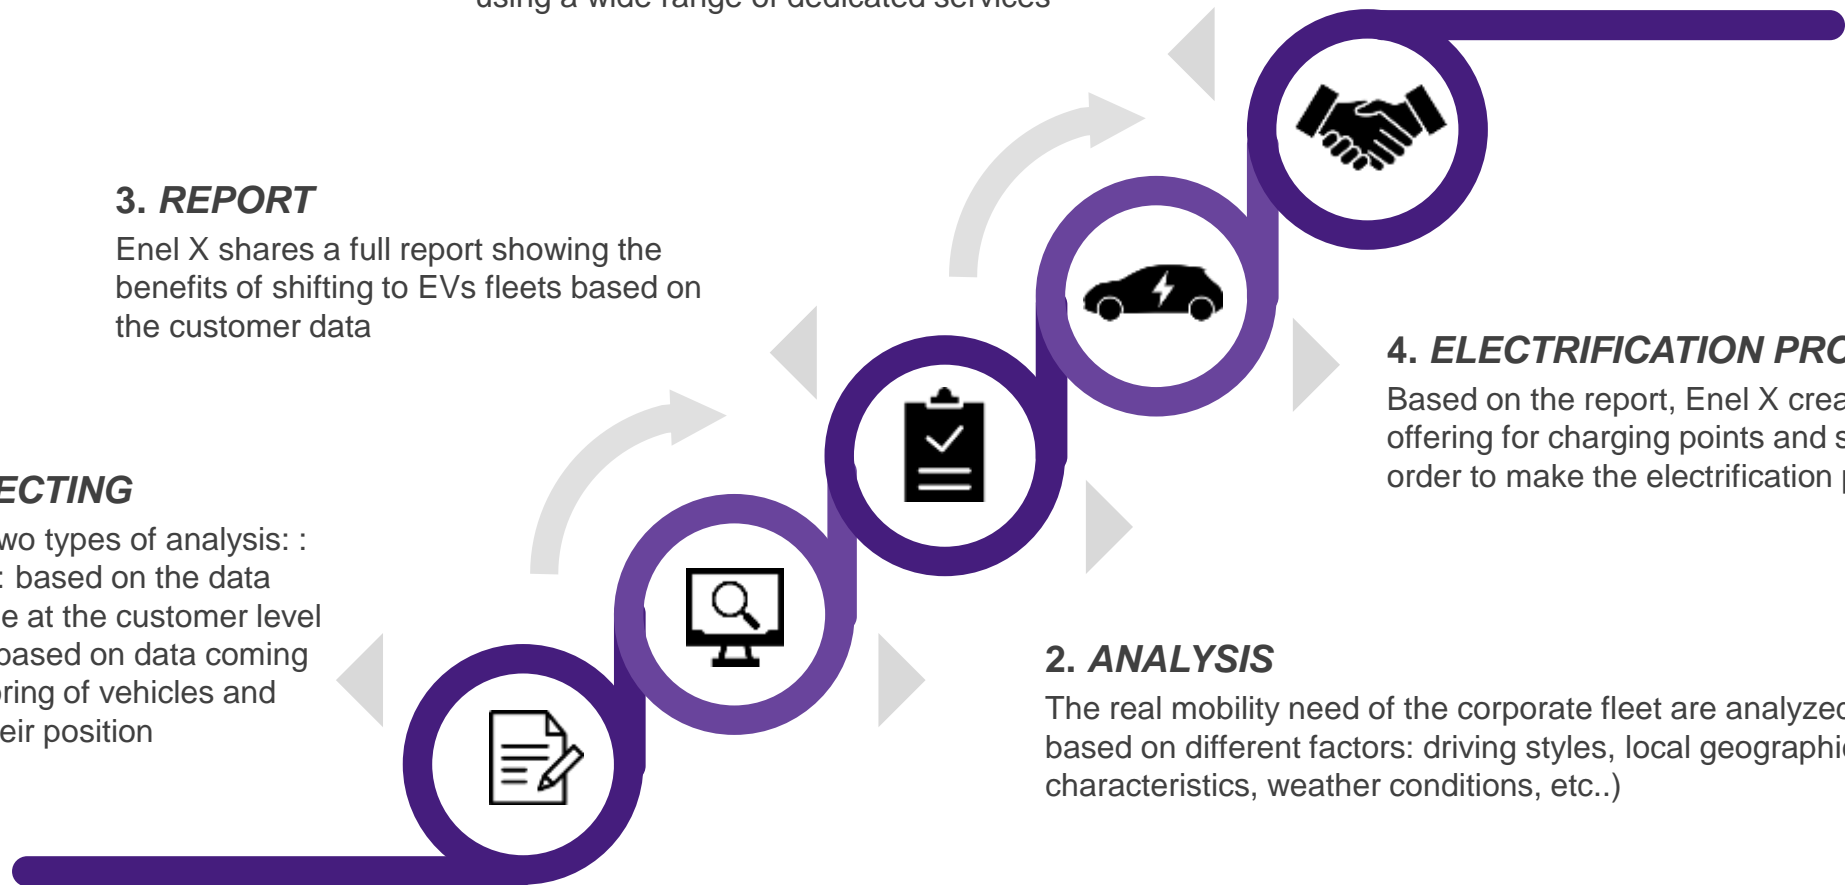 using a wide range of dedicated services
3. REPORT
Enel X shares a full report showing the
benefits of shifting to EVs fleets based on
the customer data
4. ELECTRIFICATION
Based on the report, Enel X
offering for charging points and
order to make the electrification
ECTING
wo types of analysis: :
: based on the data
e at the customer level
based on data coming
oring of vehicles and
eir position
2. ANALYSIS
The real mobility need of the corporate fleet are analyzed
based on different factors: driving styles, local geographi
characteristics, weather conditions, etc..)